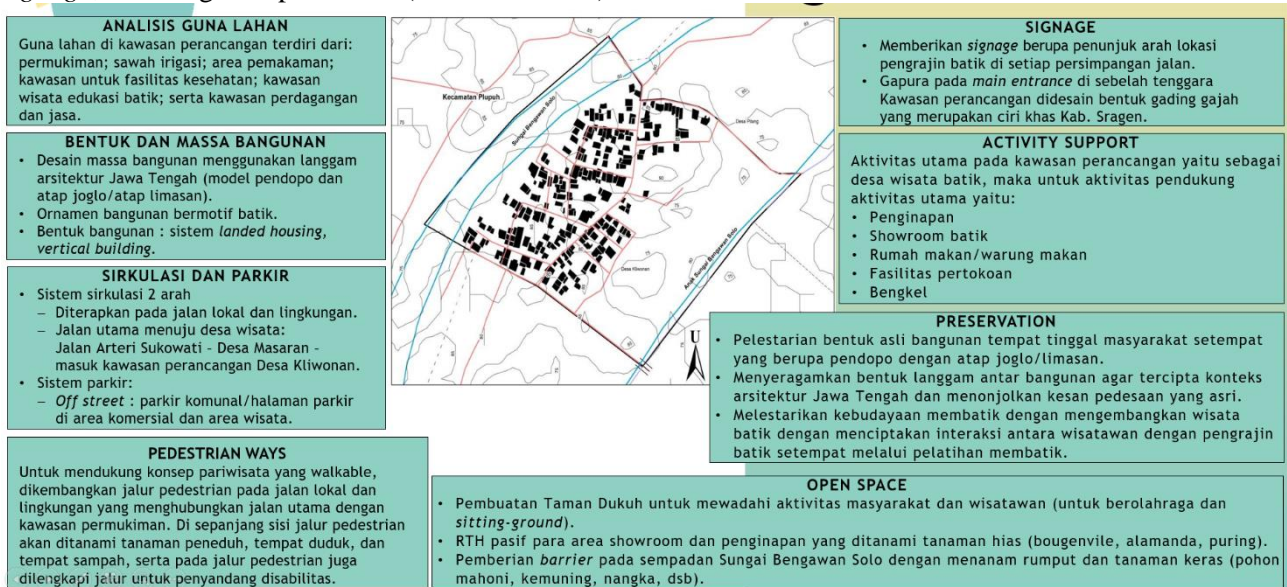 ANALISIS GUNA LAHAN
Guna lahan di kawasan perancangan terdiri dari:
permukiman; sawah irigasi; area pemakaman;
kawasan untuk fasilitas kesehatan; kawasan
wisata edukasi batik; serta kawasan perdagangan
dan jasa.
BENTUK DAN MASSA BANGUNAN
• Desain massa bangunan menggunakan langgam
arsitektur Jawa Tengah (model pendopo dan
atap joglo/atap limasan).
• Ornamen bangunan bermotif batik.
• Bentuk bangunan : sistem landed housing,
vertical building.
SIRKULASI DAN PARKIR
• Sistem sirkulasi 2 arah
– Diterapkan pada jalan lokal dan lingkungan.
– Jalan utama menuju desa wisata:
Jalan Arteri Sukowati - Desa Masaran -
masuk kawasan perancangan Desa Kliwonan.
• Sistem parkir:
– Off street : parkir komunal/halaman parkir
di area komersial dan area wisata.
PEDESTRIAN WAYS
Untuk mendukung konsep pariwisata yang walkable,
dikembangkan jalur pedestrian pada jalan lokal dan
lingkungan yang menghubungkan jalan utama dengan
kawasan permukiman. Di sepanjang sisi jalur pedestrian
akan ditanami tanaman peneduh, tempat duduk, dan
tempat sampah, serta pada jalur pedestrian juga
dilengkapi jalur untuk penyandang disabilitas.
Kecamatan Plupuh
Sungai Bengawan Solo
Desa Pilang
Desa Kliwonan
Anak Sungai Bengawan Solo
U
SIGNAGE
• Memberikan signage berupa penunjuk arah lokasi
pengrajin batik di setiap persimpangan jalan.
• Gapura pada main entrance di sebelah tenggara
Kawasan perancangan didesain bentuk gading gajah
yang merupakan ciri khas Kab. Sragen.
ACTIVITY SUPPORT
Aktivitas utama pada kawasan perancangan yaitu sebagai
desa wisata batik, maka untuk aktivitas pendukung
aktivitas utama yaitu:
• Penginapan
• Showroom batik
• Rumah makan/warung makan
• Fasilitas pertokoan
• Bengkel
PRESERVATION
• Pelestarian bentuk asli bangunan tempat tinggal masyarakat setempat
yang berupa pendopo dengan atap joglo/limasan.
• Menyeragamkan bentuk langgam antar bangunan agar tercipta konteks
arsitektur Jawa Tengah dan menonjolkan kesan pedesaan yang asri.
• Melestarikan kebudayaan membatik dengan mengembangkan wisata
batik dengan menciptakan interaksi antara wisatawan dengan pengrajin
batik setempat melalui pelatihan membatik.
OPEN SPACE
• Pembuatan Taman Dukuh untuk mewadahi aktivitas masyarakat dan wisatawan (untuk berolahraga dan
sitting-ground).
• RTH pasif para area showroom dan penginapan yang ditanami tanaman hias (bougenvile, alamanda, puring).
• Pemberian barrier pada sempadan Sungai Bengawan Solo dengan menanam rumput dan tanaman keras (pohon
mahoni, kemuning, nangka, dsb).